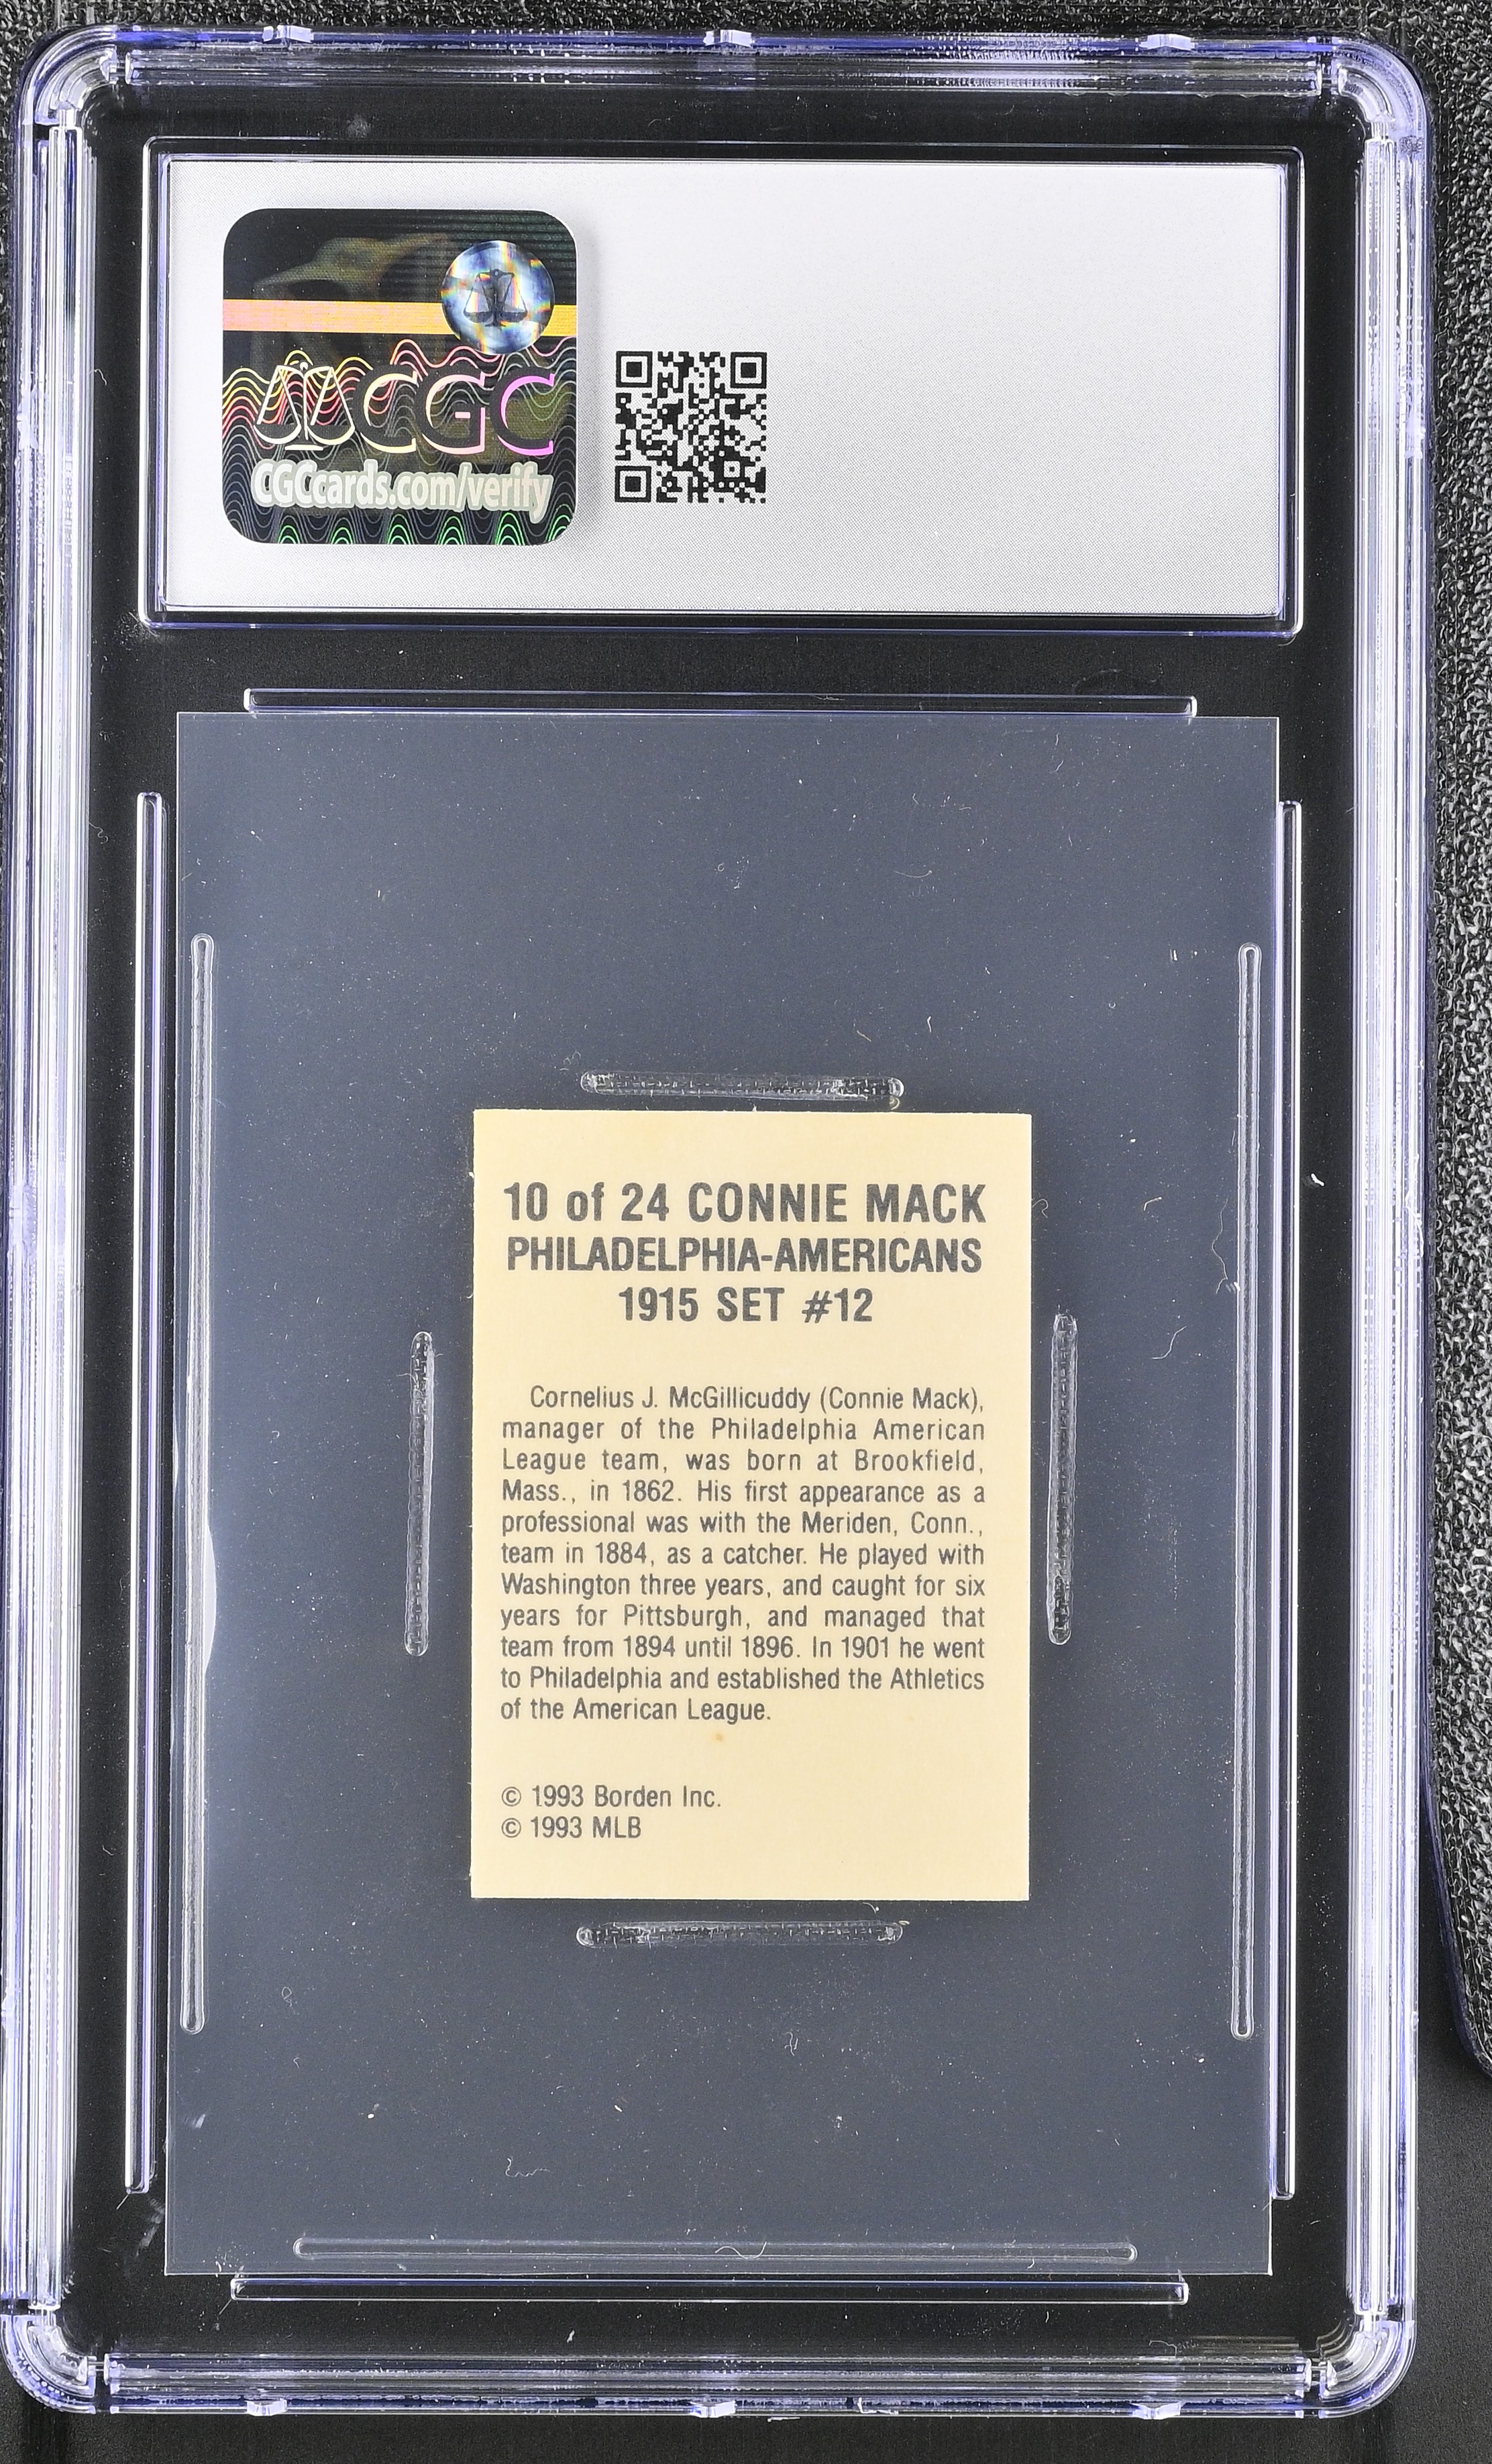 CGC
CGCcards.com/verify
10 of 24 CONNIE MACK
PHILADELPHIA-AMERICANS
1915 SET #12
Cornelius J. McGillicuddy (Connie Mack),
manager of the Philadelphia American
League team, was born at Brookfield,
Mass., in 1862. His first appearance as a
professional was with the Meriden, Conn.,
team in 1884, as a catcher. He played with
Washington three years, and caught for six
years for Pittsburgh, and managed that
team from 1894 until 1896. In 1901 he went
to Philadelphia and established the Athletics
of the American League.
© 1993 Borden Inc.
© 1993 MLB